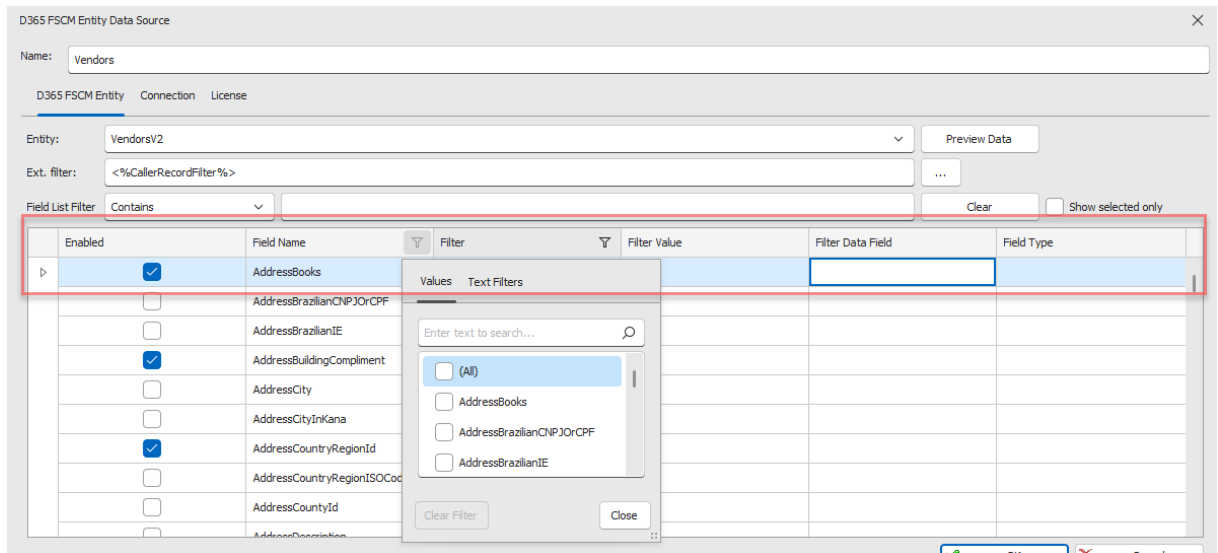 D365 FSCM Entity Data Source
Name: Vendors
D365 FSCM Entity Connection License
Entity: VendorsV2 Preview Data
Ext. filter: <%CallerRecordFilter%> ...
Field List Filter Contains Clear Show selected only
Enabled Field Name Filter Filter Value Filter Data Field Field Type
AddressBooks
Values Text Filters
AddressBrazilianCNPJOrCPF
AddressBrazilianIE
Enter text to search...
AddressBuildingCompliment
(All)
AddressCity
AddressBooks
AddressCityInKana
AddressBrazilianCNPJOrCPF
AddressCountryRegionId
AddressBrazilianIE
AddressCountryRegionISOCod
AddressCountyId
Clear Filter Close
AddressDescription